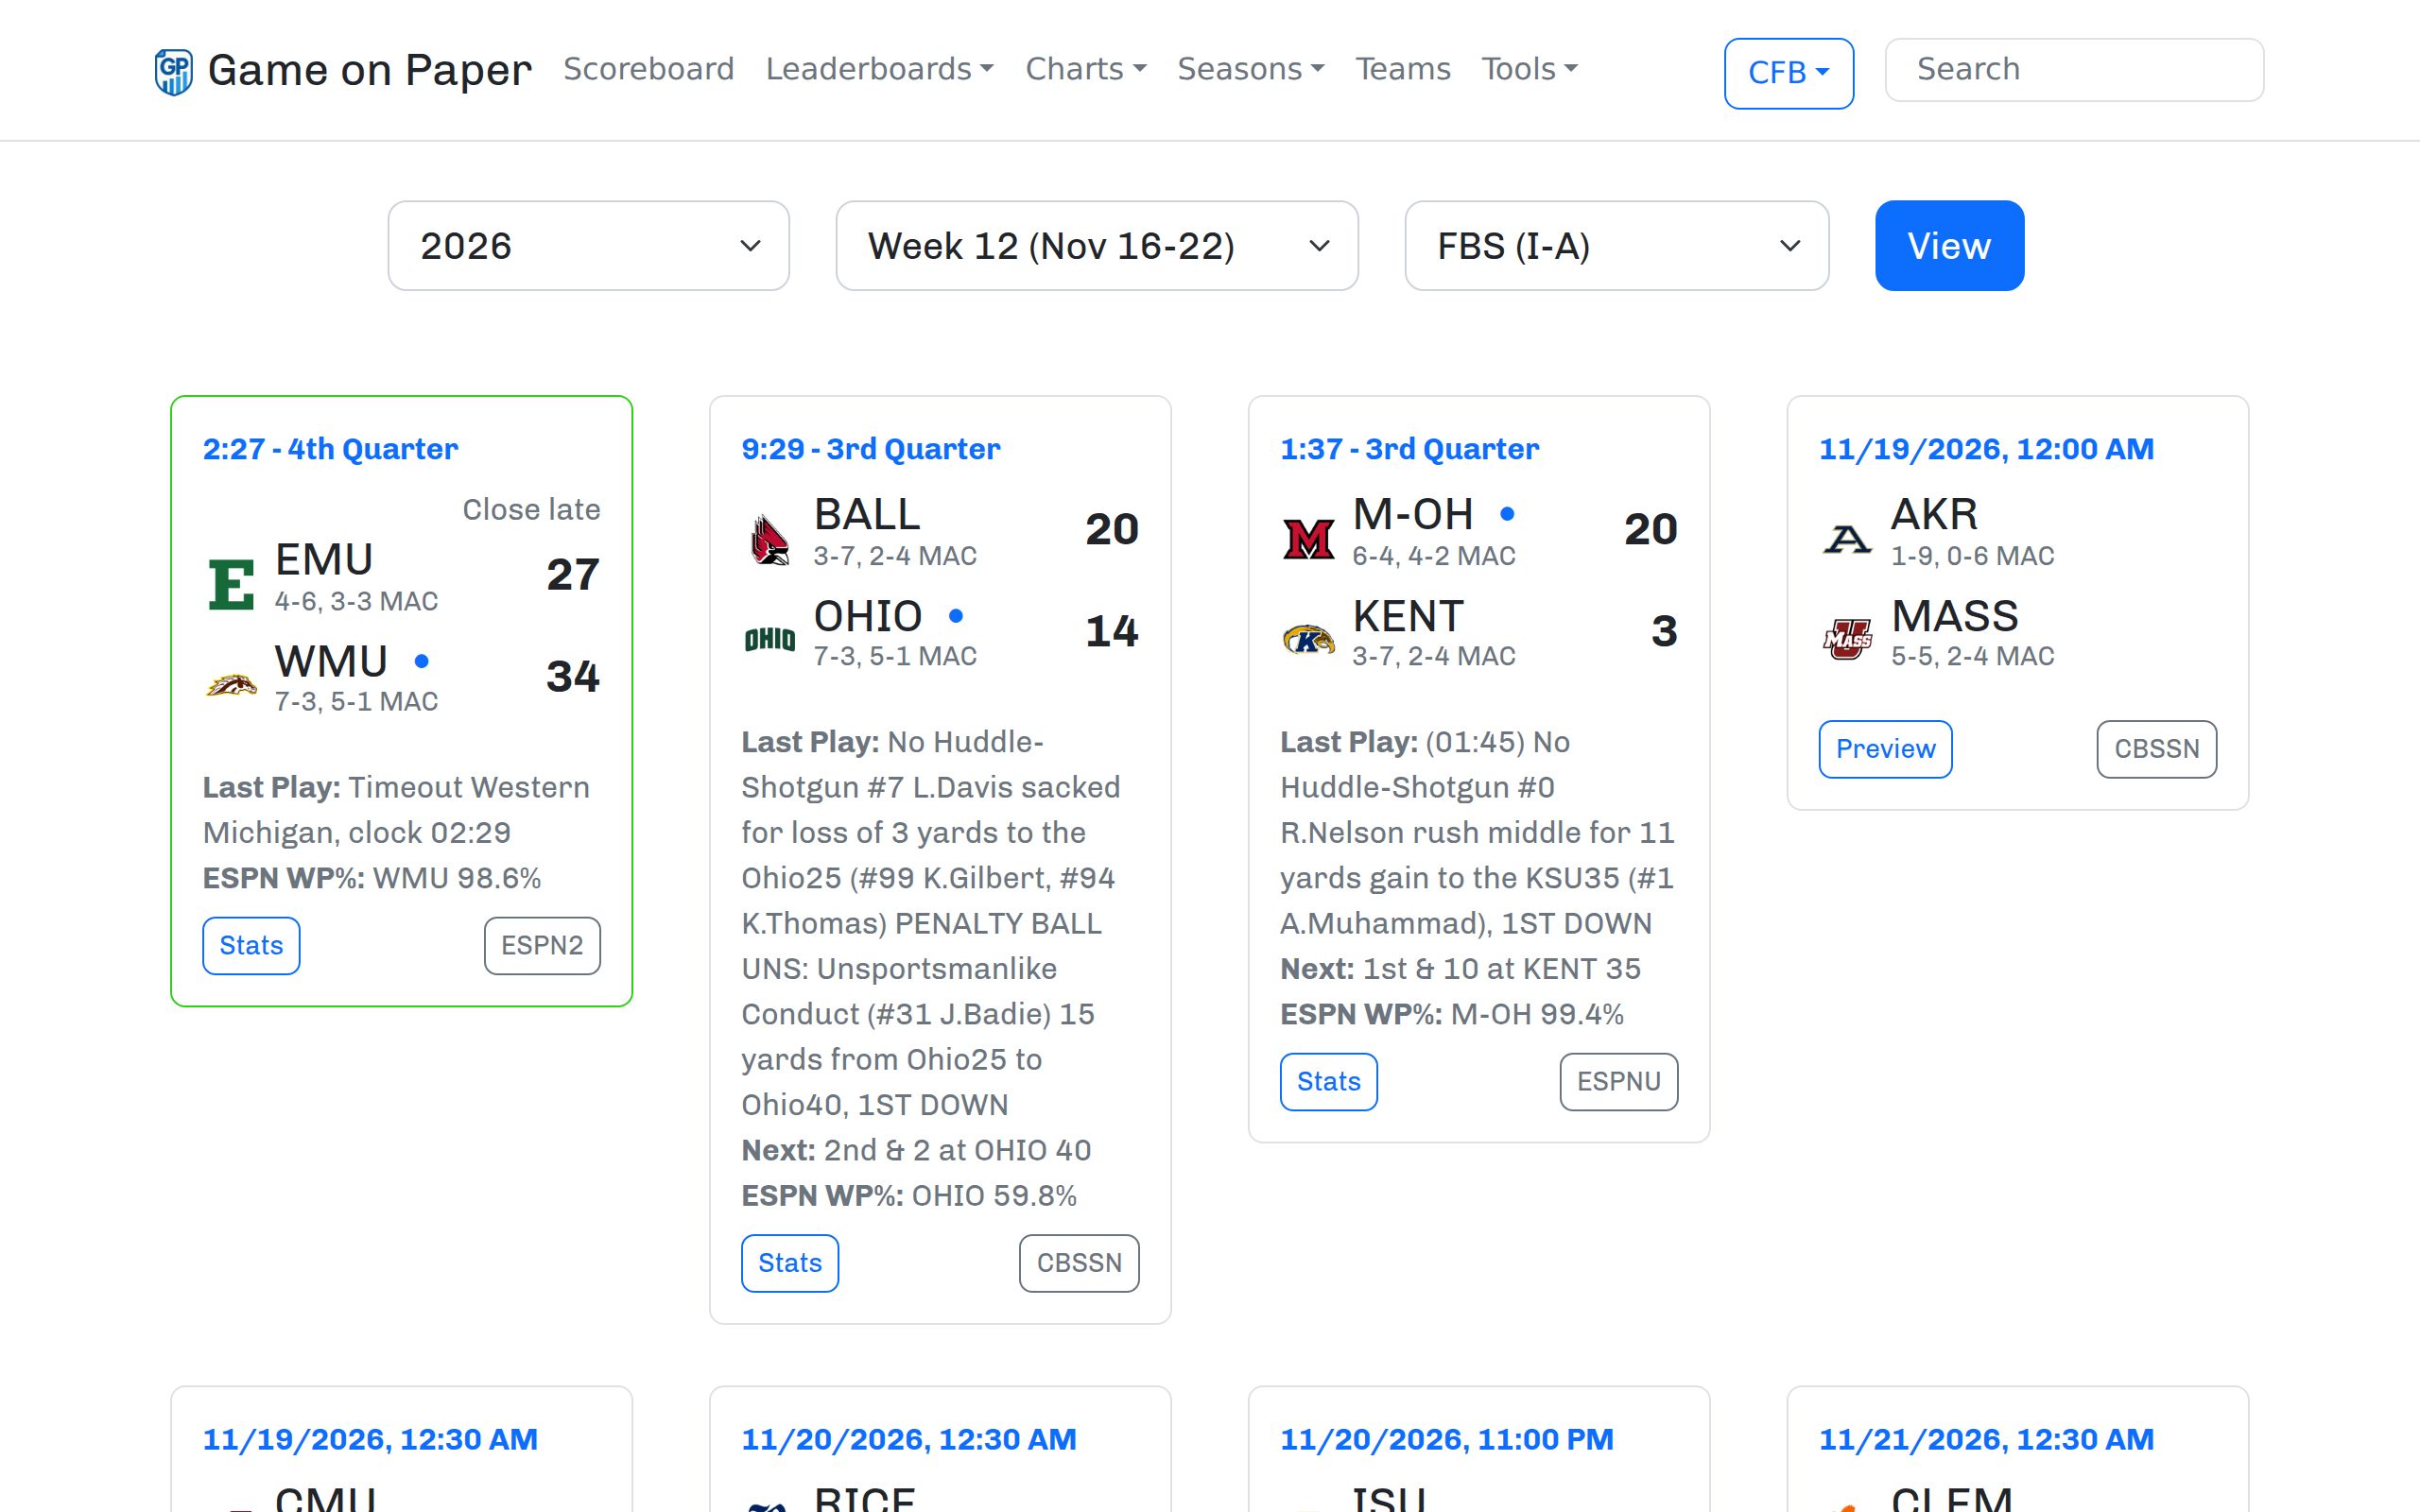 GP Game on Paper Scoreboard Leaderboards Charts Seasons Teams Tools CFB Search
2026 Week 12 (Nov 16-22) FBS (I-A) View
2:27 - 4th Quarter
Close late
E EMU 27
4-6, 3-3 MAC
WMU 34
7-3, 5-1 MAC
Last Play: Timeout Western
Michigan, clock 02:29
ESPN WP%: WMU 98.6%
Stats ESPN2
9:29 - 3rd Quarter
BALL 20
3-7, 2-4 MAC
OHIO OHIO 14
7-3, 5-1 MAC
Last Play: No Huddle-
Shotgun #7 L.Davis sacked
for loss of 3 yards to the
Ohio25 (#99 K.Gilbert, #94
K.Thomas) PENALTY BALL
UNS: Unsportsmanlike
Conduct (#31 J.Badie) 15
yards from Ohio25 to
Ohio40, 1ST DOWN
Next: 2nd & 2 at OHIO 40
ESPN WP%: OHIO 59.8%
Stats CBSSN
1:37 - 3rd Quarter
M M-OH 20
6-4, 4-2 MAC
K KENT 3
3-7, 2-4 MAC
Last Play: (01:45) No
Huddle-Shotgun #0
R.Nelson rush middle for 11
yards gain to the KSU35 (#1
A.Muhammad), 1ST DOWN
Next: 1st & 10 at KENT 35
ESPN WP%: M-OH 99.4%
Stats ESPNU
11/19/2026, 12:00 AM
A AKR
1-9, 0-6 MAC
U MASS MASS
5-5, 2-4 MAC
Preview CBSSN
11/19/2026, 12:30 AM
CMU
11/20/2026, 12:30 AM
RICE
11/20/2026, 11:00 PM
ISU
11/21/2026, 12:30 AM
CLEM